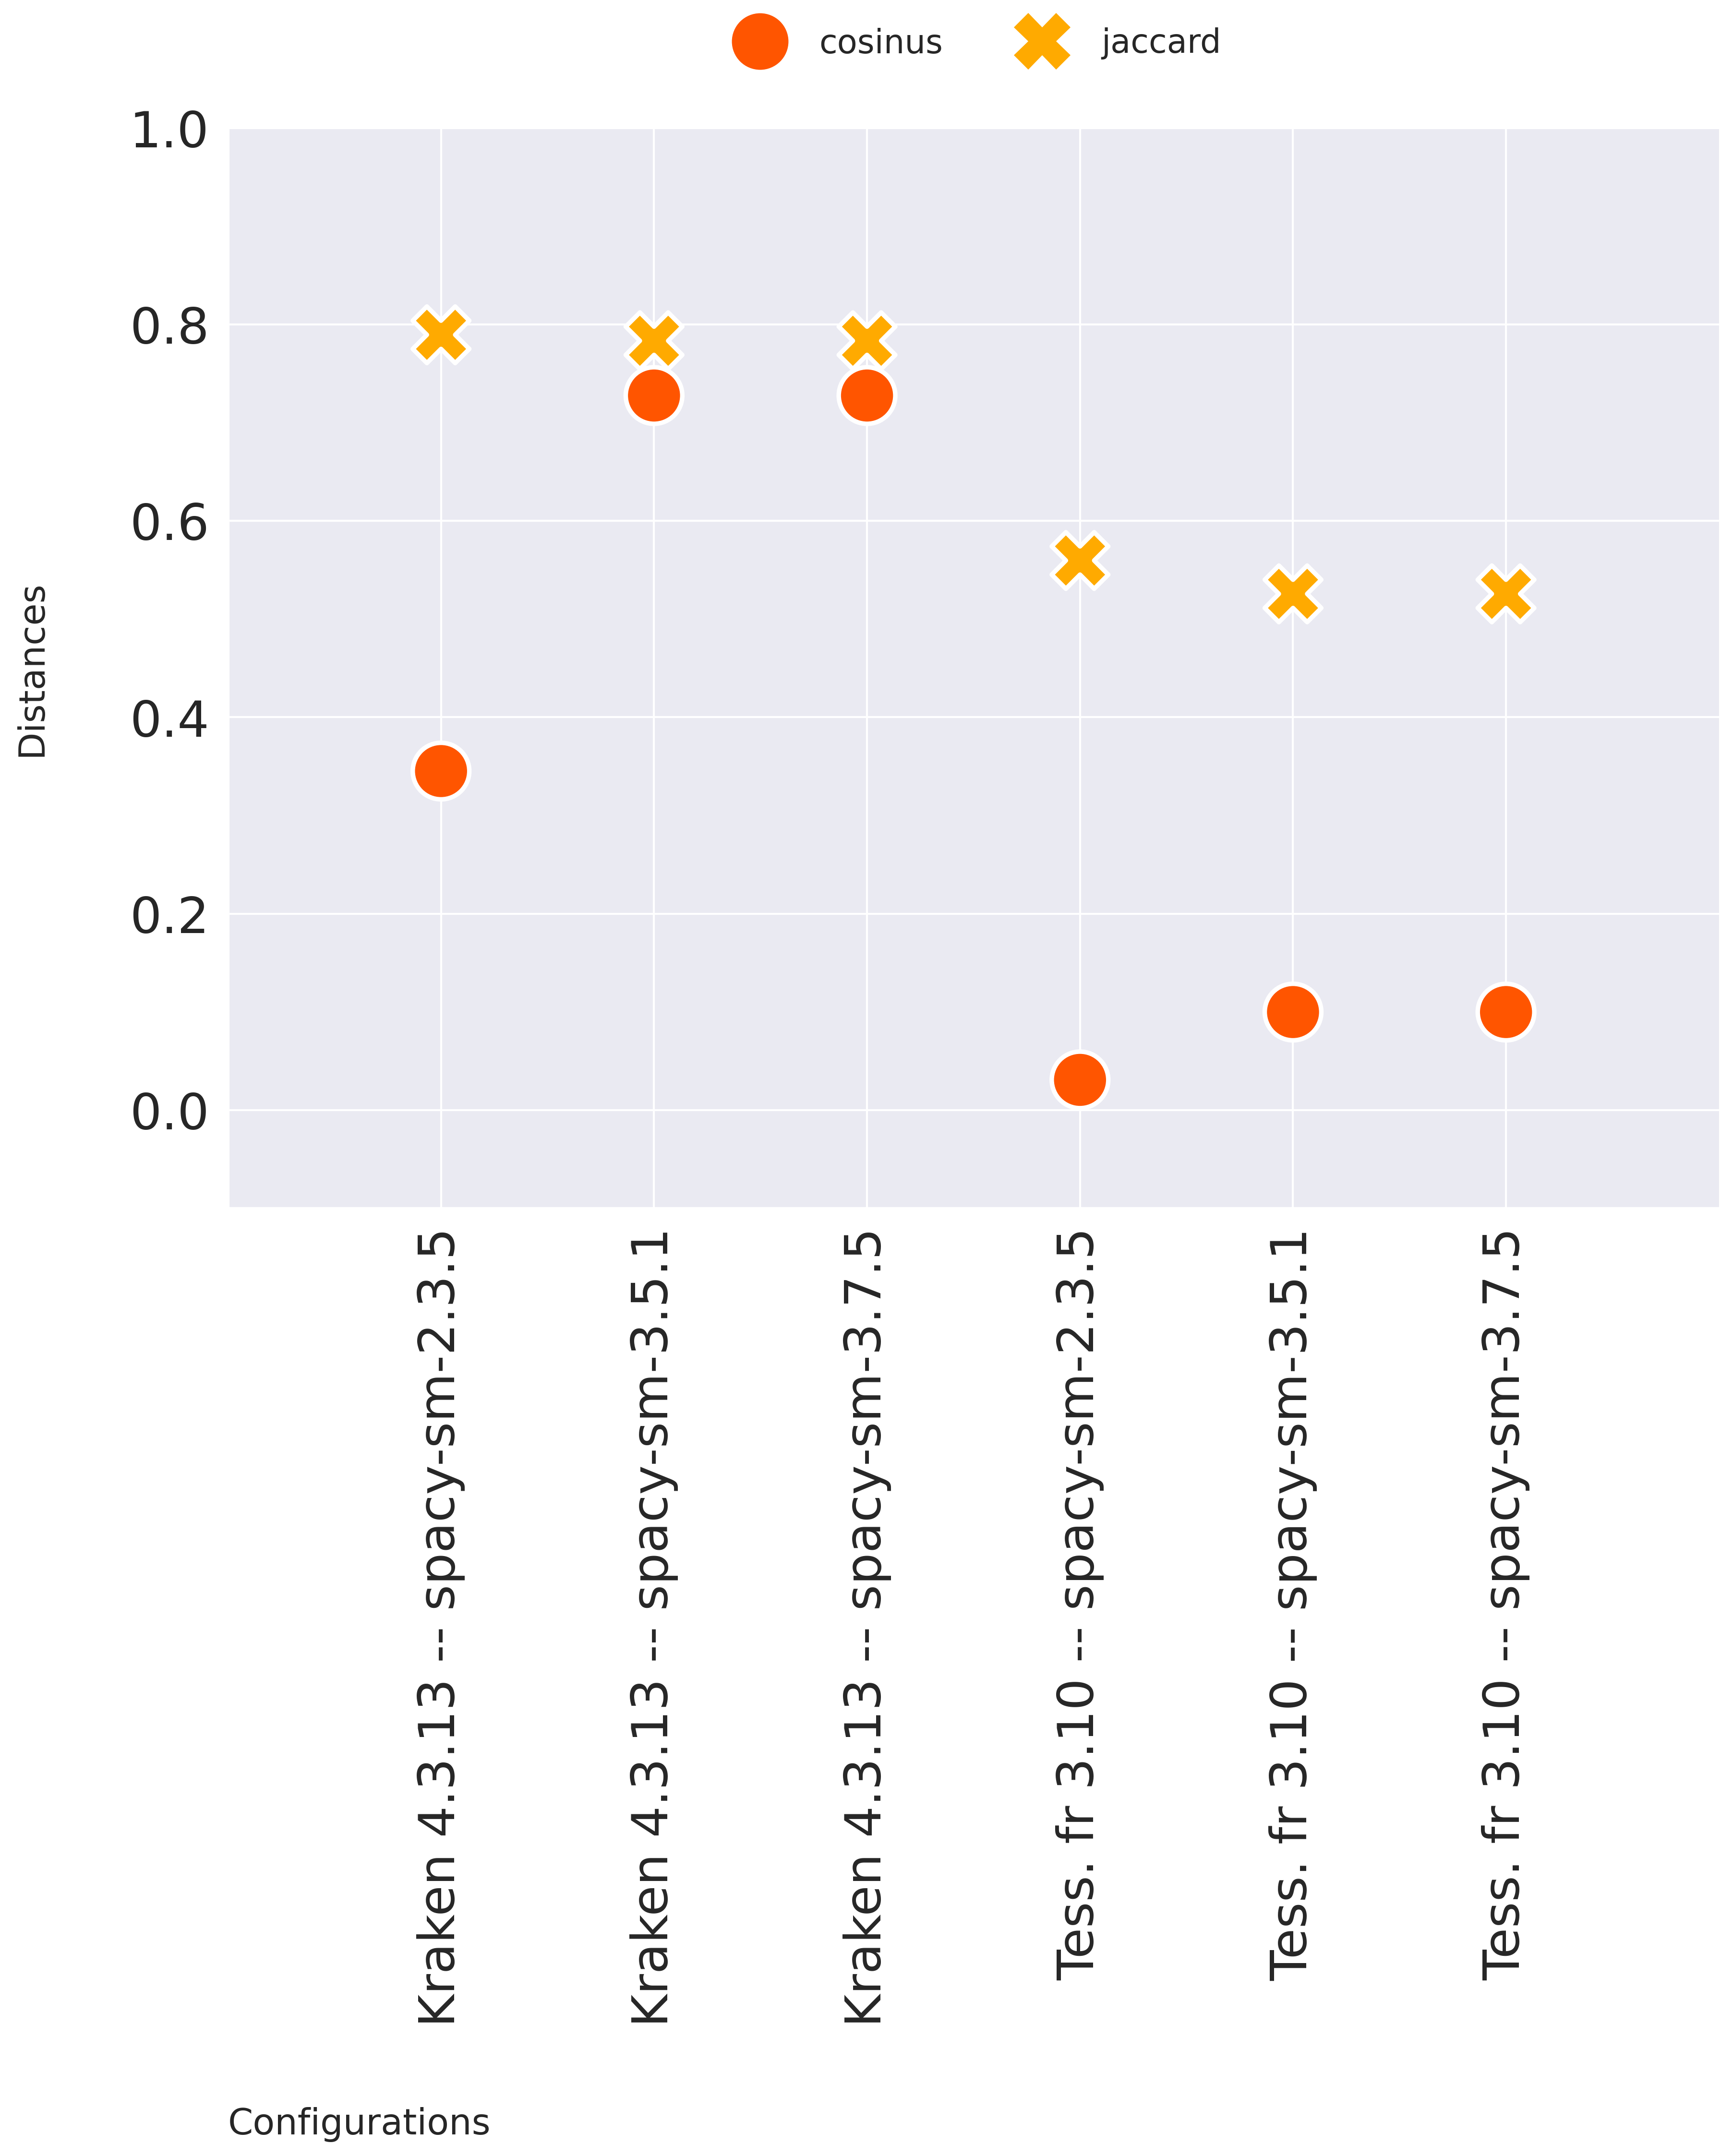 cosinus jaccard
1.0
0.8
0.6
0.4
0.2
0.0
Distances
Kraken 4.3.13 -- spacy-sm-2.3.5
Kraken 4.3.13 -- spacy-sm-3.5.1
Kraken 4.3.13 -- spacy-sm-3.7.5
Tess. fr 3.10 -- spacy-sm-2.3.5
Tess. fr 3.10 -- spacy-sm-3.5.1
Tess. fr 3.10 -- spacy-sm-3.7.5
Configurations